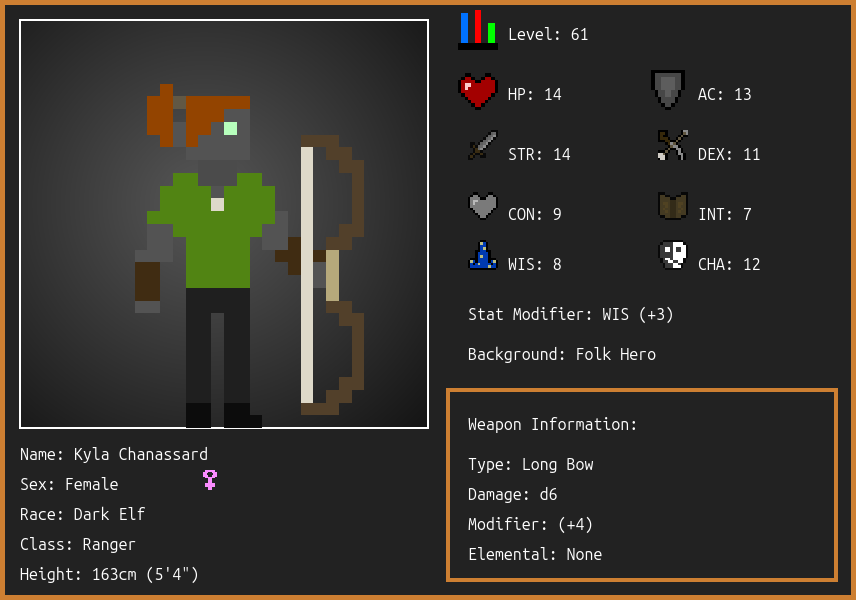 Level: 61
HP: 14
AC: 13
STR: 14
DEX: 11
CON: 9
INT: 7
WIS: 8
CHA: 12
Stat Modifier: WIS (+3)
Background: Folk Hero
Weapon Information:
Type: Long Bow
Damage: d6
Modifier: (+4)
Elemental: None
Name: Kyla Chanassard
Sex: Female
Race: Dark Elf
Class: Ranger
Height: 163cm (5'4")